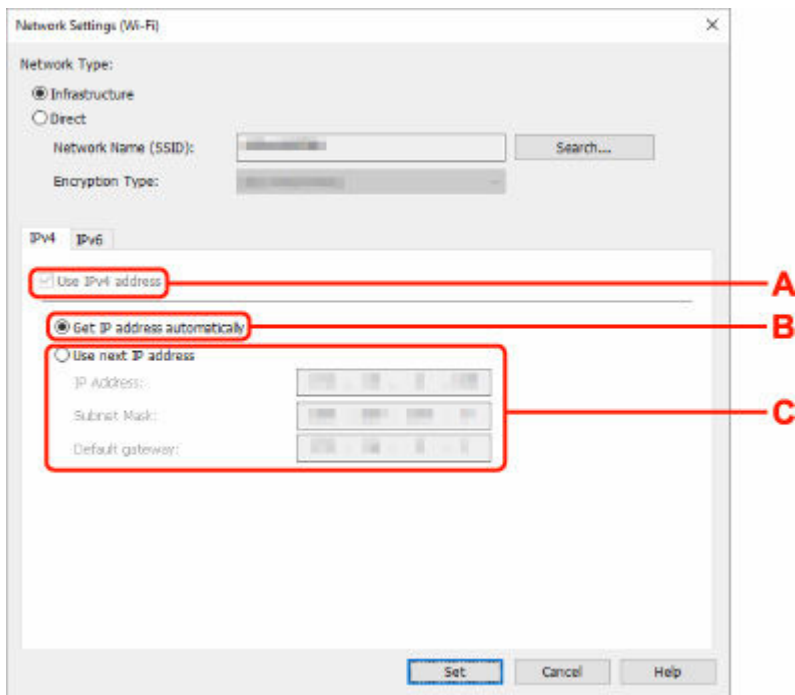 Network Settings (Wi-Fi)
Network Type:
Infrastructure
Direct
Network Name (SSID):
Search...
Encryption Type:
IPv4 IPv6
Use IPv4 address
A
Get IP address automatically
B
Use next IP address
IP Address:
Subnet Mask:
C
Default gateway:
Set Cancel Help